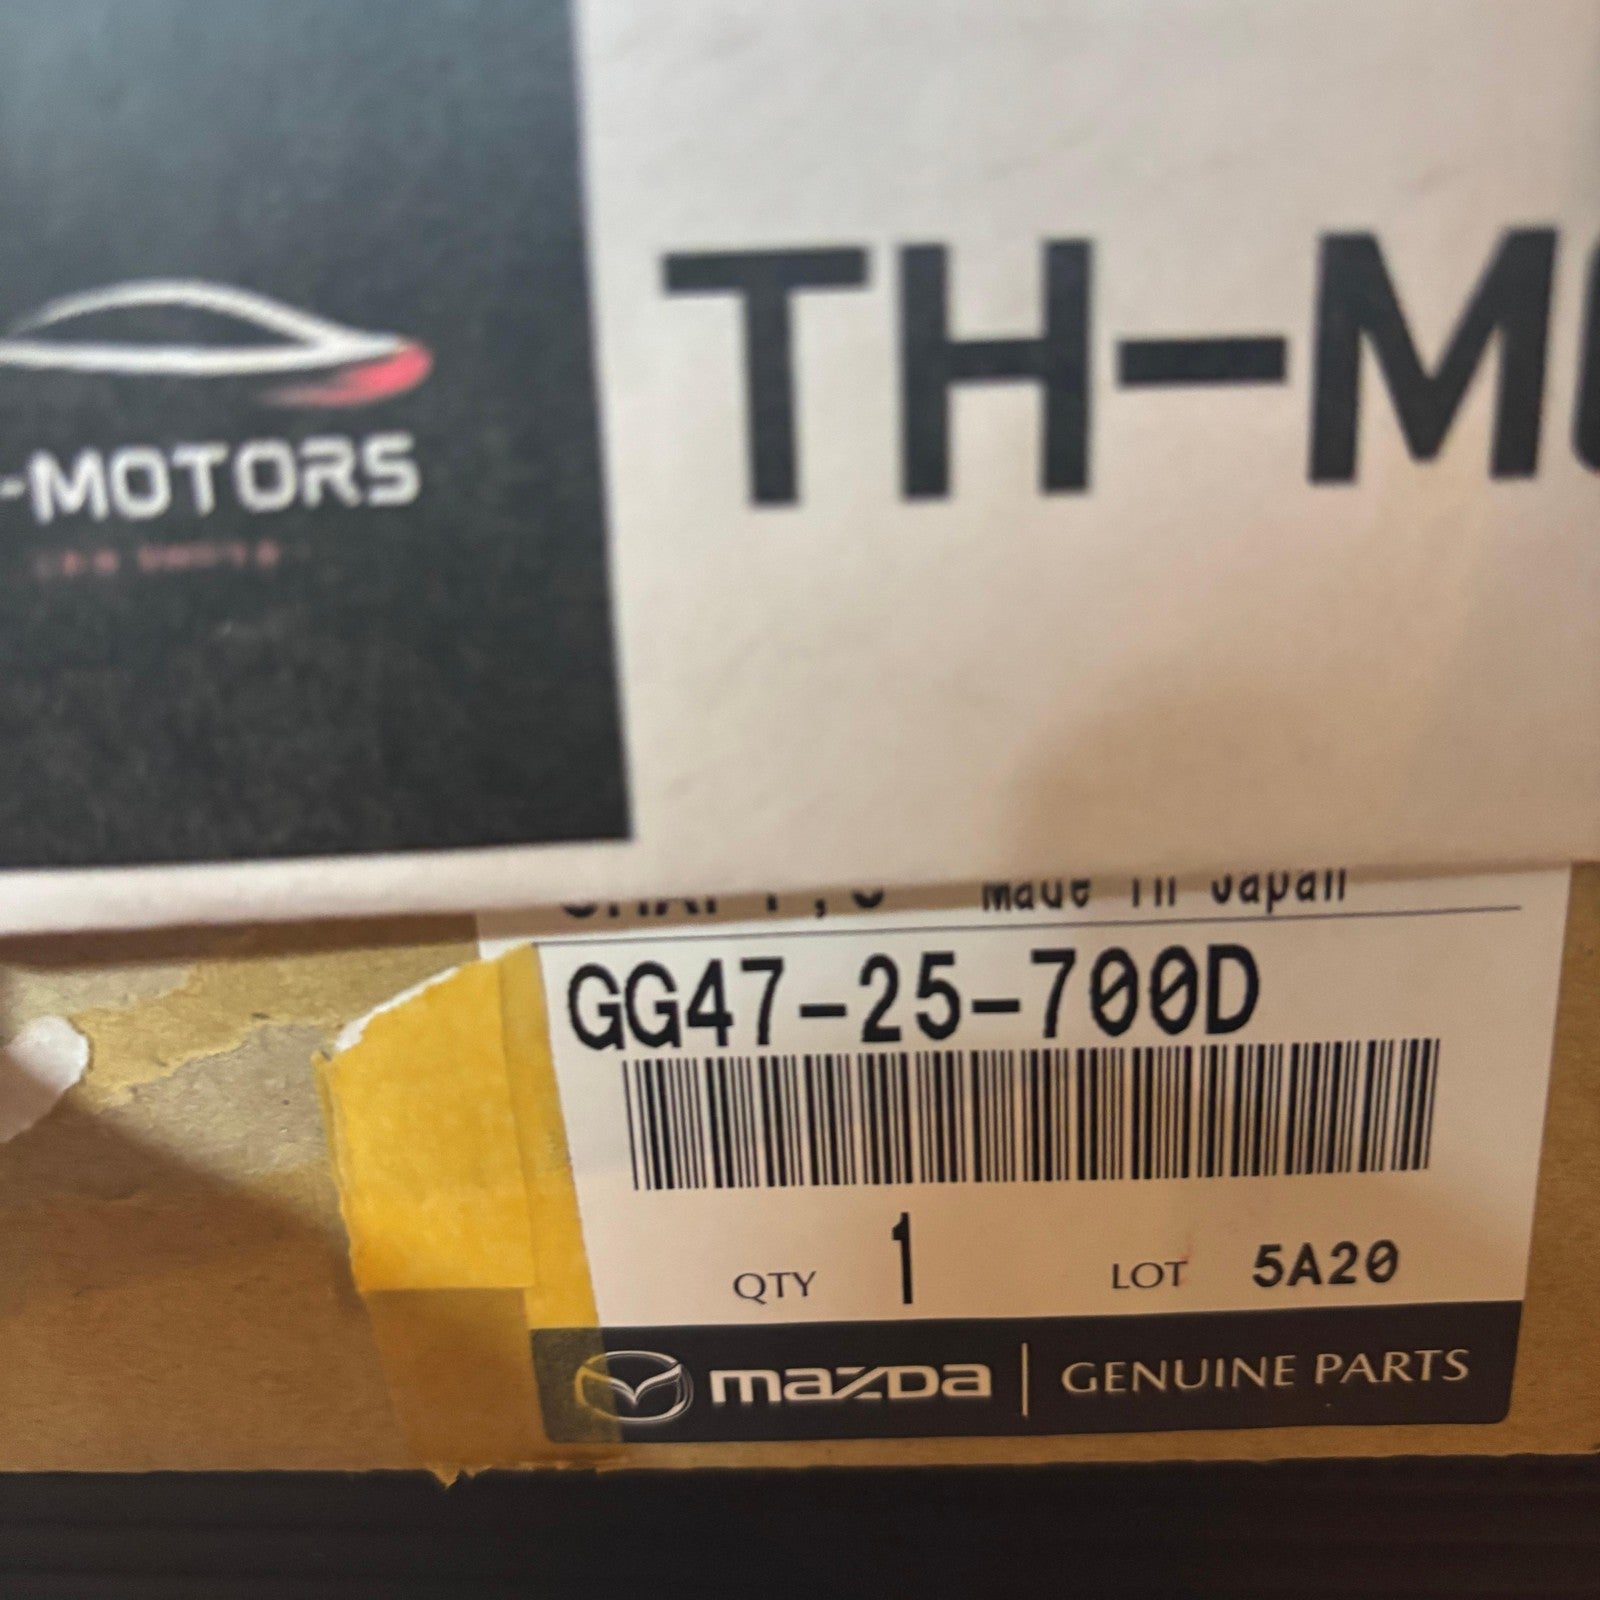 -MOTORS
TH-M
Made in Japan
GG47-25-700D
QTY 1 LOT 5A20
mazda GENUINE PARTS